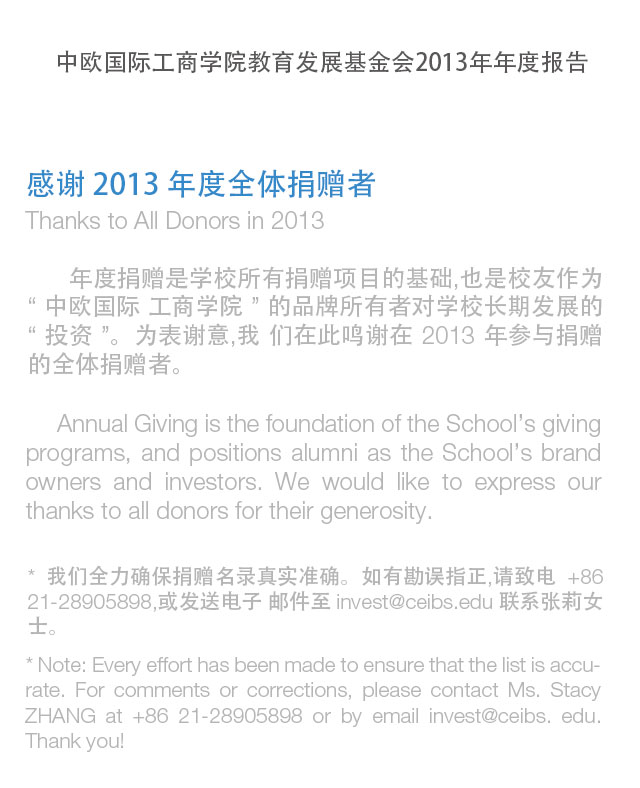 中欧国际工商学院教育发展基金会2013年年度报告
感谢 2013 年度全体捐赠者
Thanks to All Donors in 2013
年度捐赠是学校所有捐赠项目的基础,也是校友作为
“ 中欧国际 工商学院 ” 的品牌所有者对学校长期发展的
“ 投资 ”。为表谢意,我 们在此鸣谢在 2013 年参与捐赠
的全体捐赠者。
Annual Giving is the foundation of the School’s giving
programs, and positions alumni as the School’s brand
owners and investors. We would like to express our
thanks to all donors for their generosity.
* 我们全力确保捐赠名录真实准确。如有勘误指正,请致电 +86
21-28905898,或发送电子 邮件至 invest@ceibs.edu 联系张莉女
士。
* Note: Every effort has been made to ensure that the list is accu-
rate. For comments or corrections, please contact Ms. Stacy
ZHANG at +86 21-28905898 or by email invest@ceibs. edu.
Thank you!